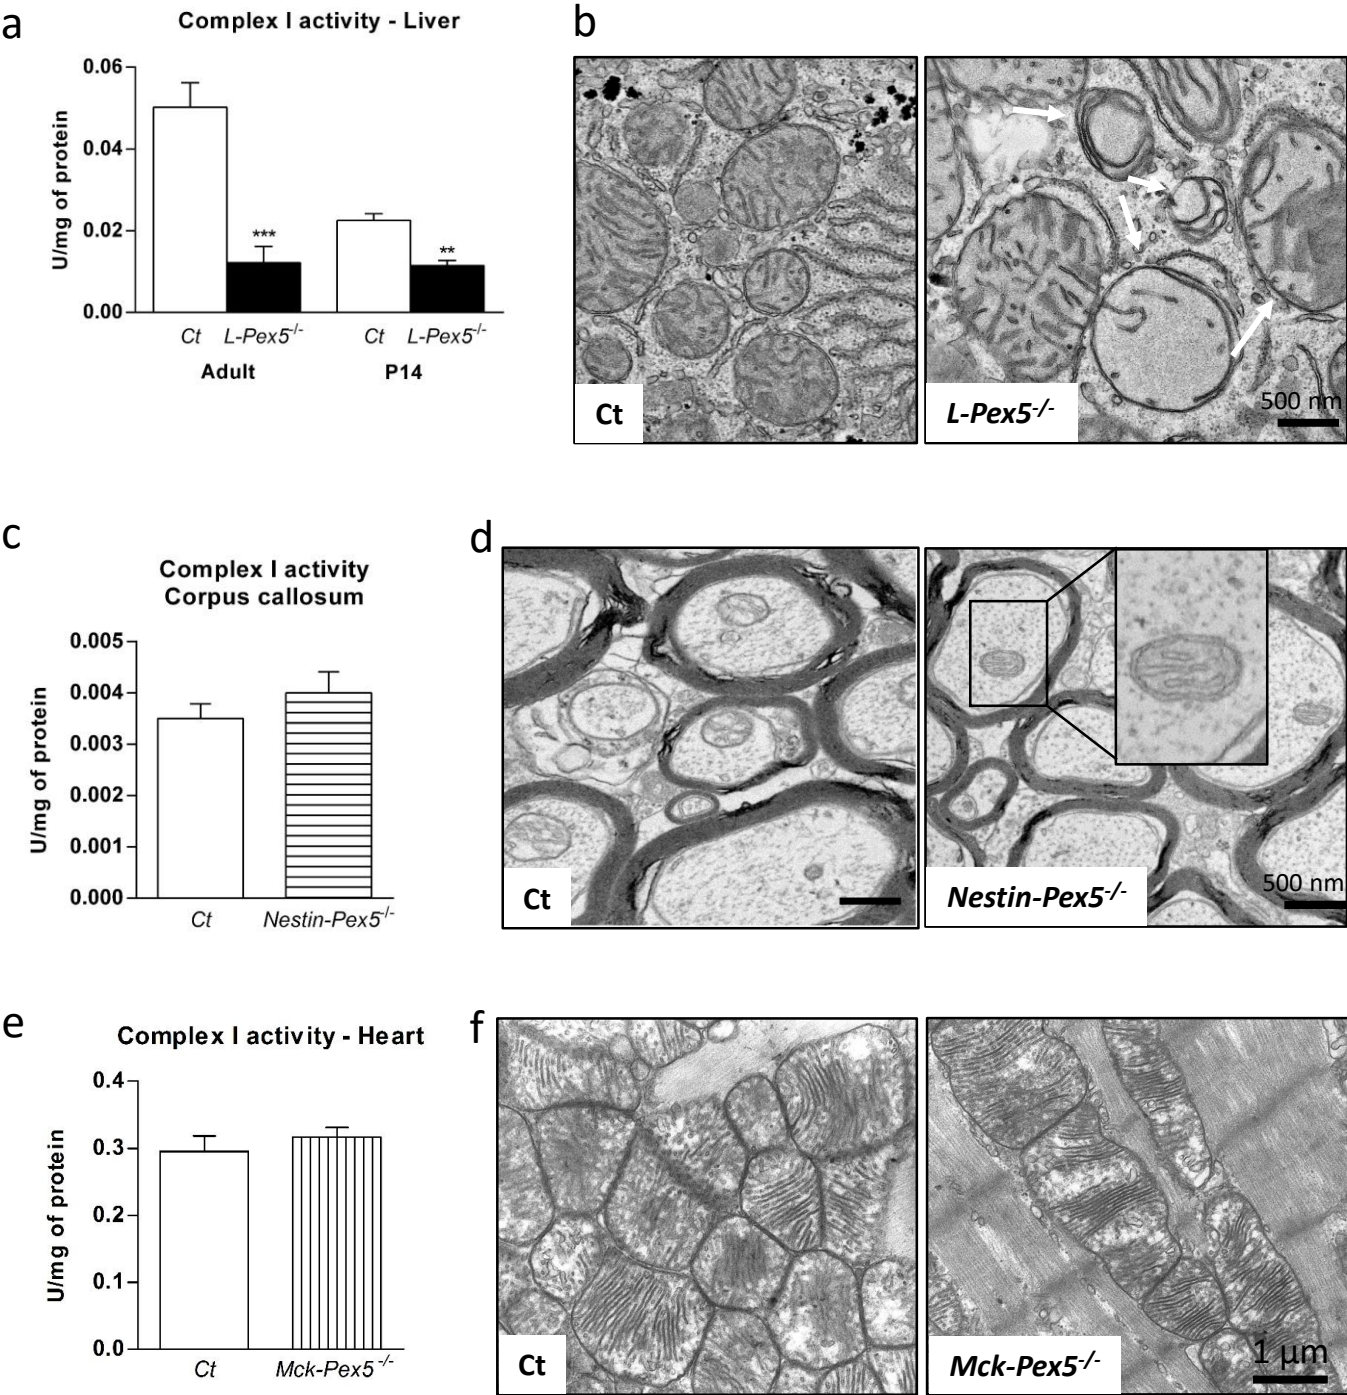 a
Complex I activity - Liver
U/mg of protein
0.06
0.04
0.02
0.00
***
**
Ct L-Pex5-/- Ct L-Pex5-/-
Adult P14
b
Ct
L-Pex5-/-
500 nm
c
Complex I activity
Corpus callosum
U/mg of protein
0.005
0.004
0.003
0.002
0.001
0.000
Ct Nestin-Pex5-/-
d
Ct
Nestin-Pex5-/-
500 nm
e
Complex I activity - Heart
U/mg of protein
0.4
0.3
0.2
0.1
0.0
Ct Mck-Pex5-/-
f
Ct
Mck-Pex5-/-
1 µm